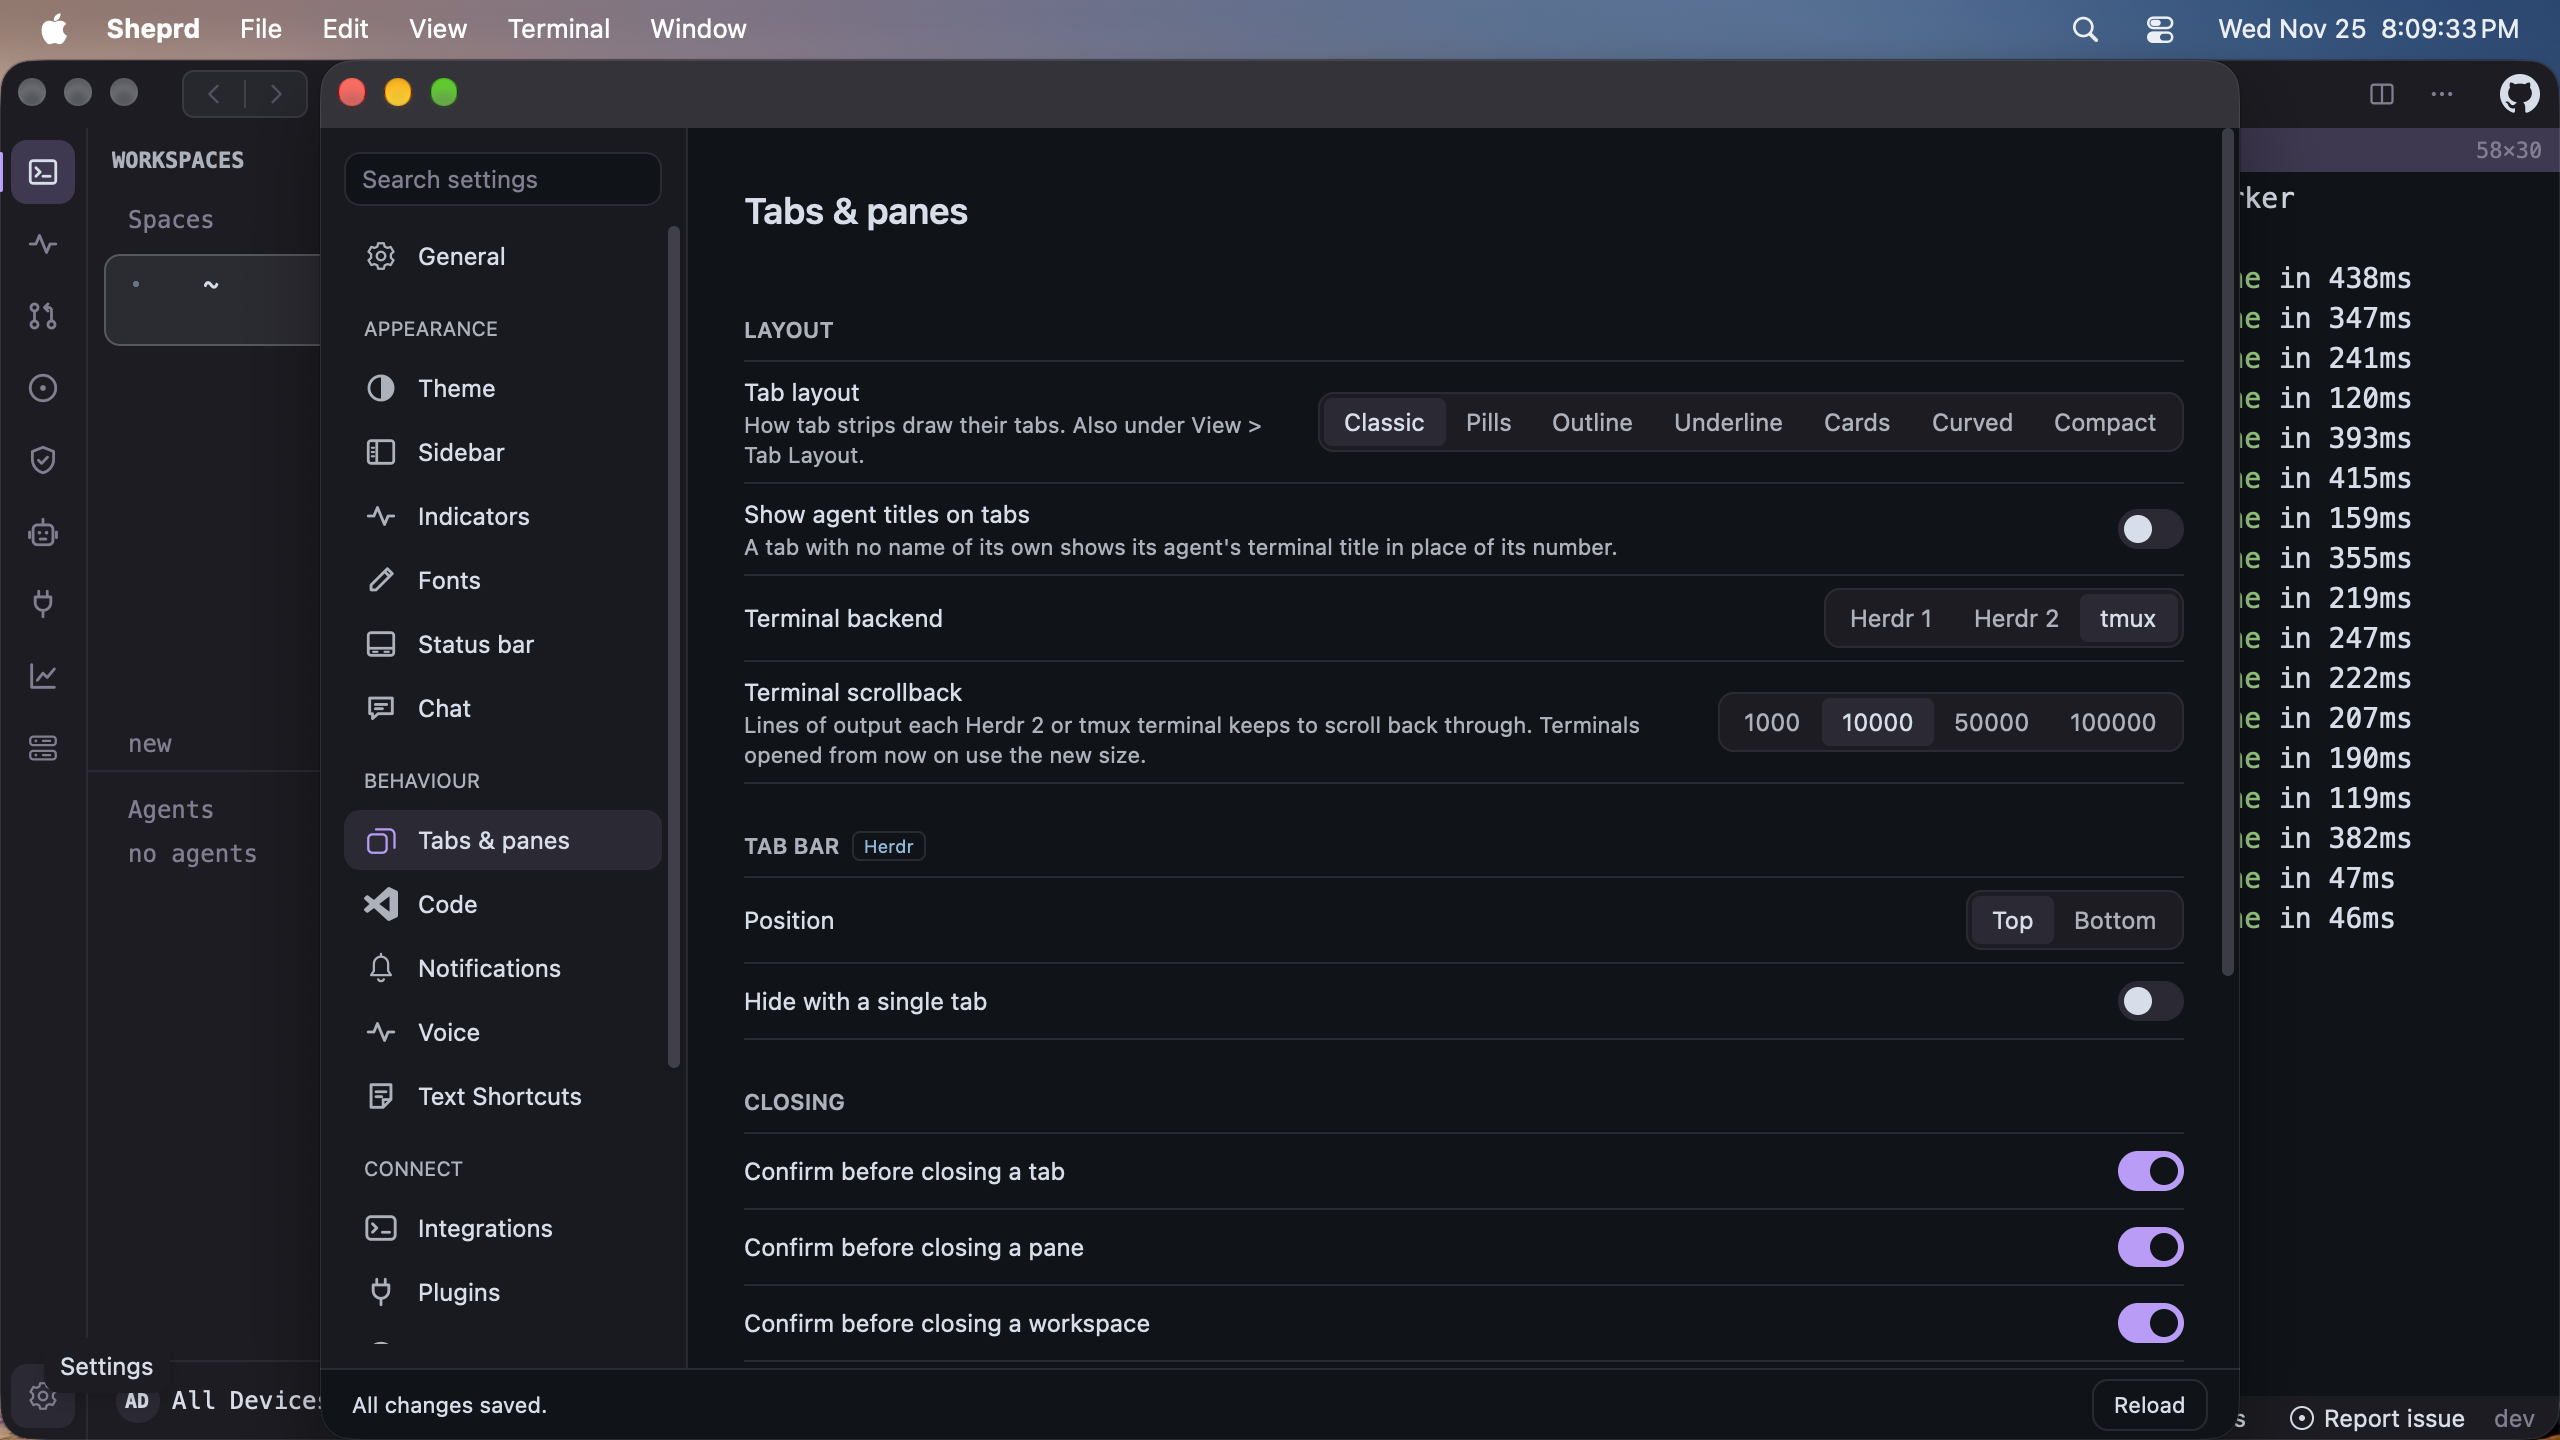 Sheprd File Edit View Terminal Window
Wed Nov 25 8:09:33 PM
WORKSPACES
Spaces
~
new
Agents
no agents
Settings
AD All Devices
Search settings
General
APPEARANCE
Theme
Sidebar
Indicators
Fonts
Status bar
Chat
BEHAVIOUR
Tabs & panes
Code
Notifications
Voice
Text Shortcuts
CONNECT
Integrations
Plugins
Tabs & panes
LAYOUT
Tab layout
How tab strips draw their tabs. Also under View >
Tab Layout.
Classic Pills Outline Underline Cards Curved Compact
Show agent titles on tabs
A tab with no name of its own shows its agent's terminal title in place of its number.
Terminal backend
Herdr 1 Herdr 2 tmux
Terminal scrollback
Lines of output each Herdr 2 or tmux terminal keeps to scroll back through. Terminals
opened from now on use the new size.
1000 10000 50000 100000
TAB BAR Herdr
Position
Top Bottom
Hide with a single tab
CLOSING
Confirm before closing a tab
Confirm before closing a pane
Confirm before closing a workspace
All changes saved.
Reload
58×30
rker
e in 438ms
e in 347ms
e in 241ms
e in 120ms
e in 393ms
e in 415ms
e in 159ms
e in 355ms
e in 219ms
e in 247ms
e in 222ms
e in 207ms
e in 190ms
e in 119ms
e in 382ms
e in 47ms
e in 46ms
s Report issue dev